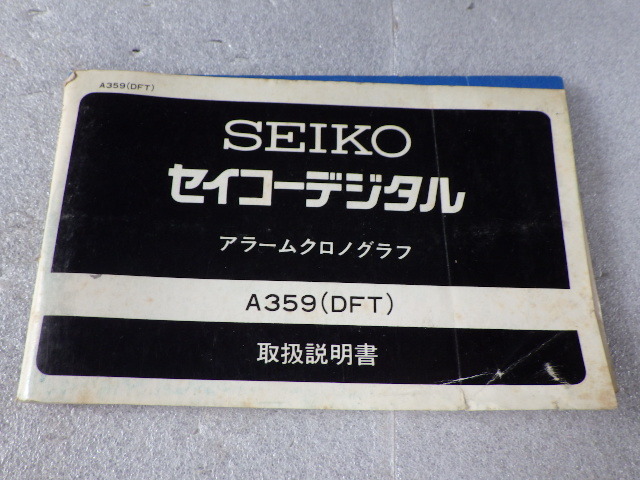 A359(DFT)
SEIKO
セイコーデジタル
アラームクロノグラフ
A359(DFT)
取扱説明書